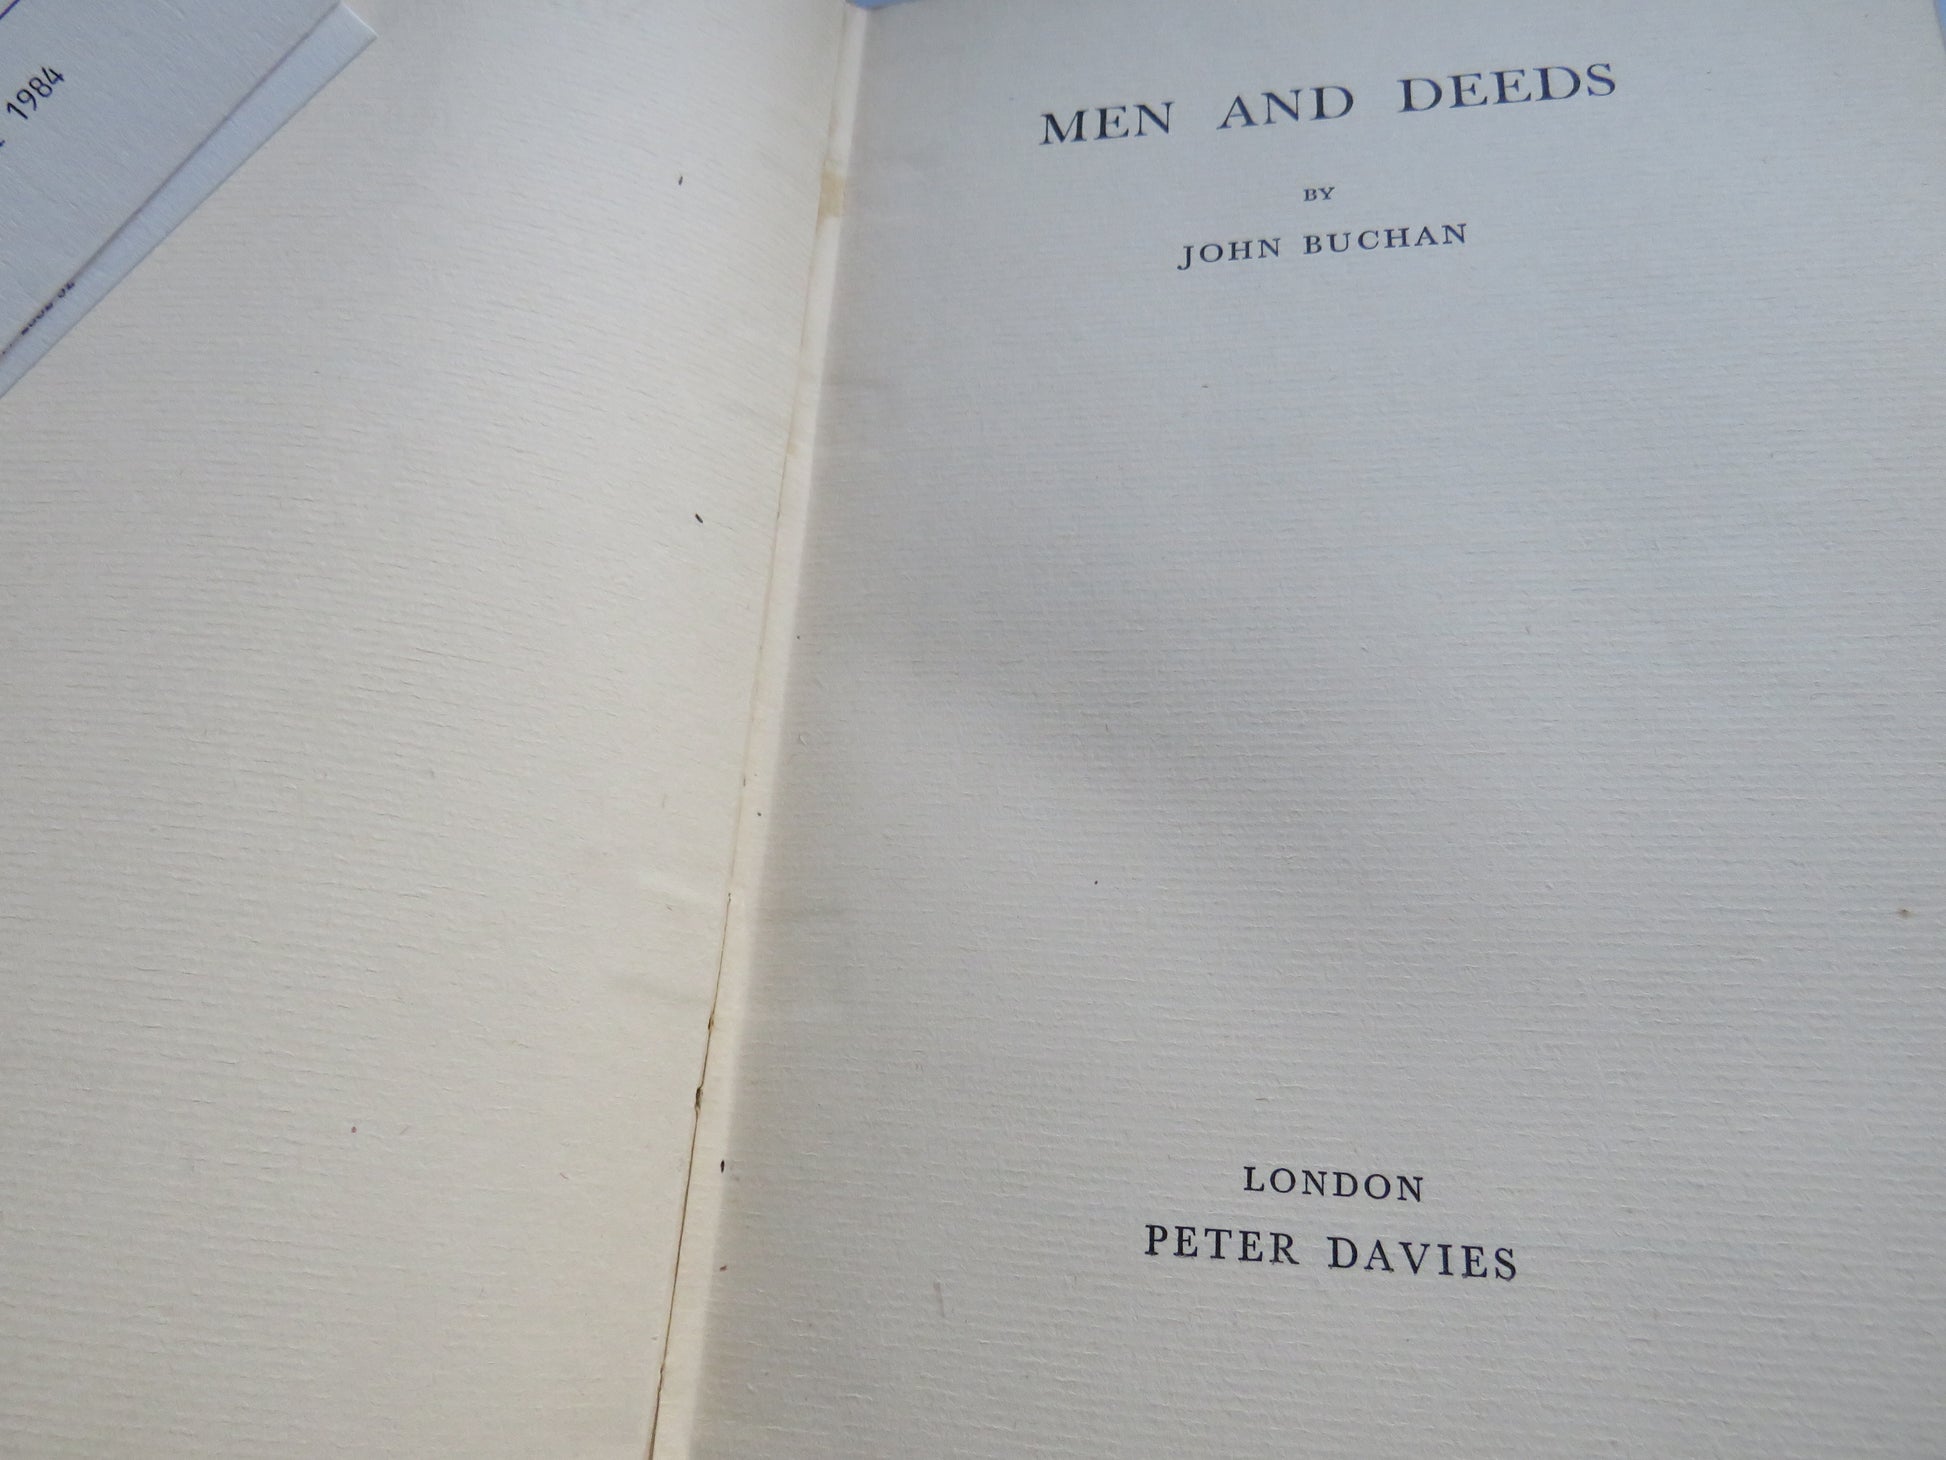 1984
MEN AND DEEDS
BY
JOHN BUCHAN
LONDON
PETER DAVIES